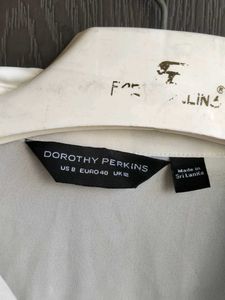 DOROTHY PERKINS
US 8 EURO 40 UK 12
Made in
Sri Lanka